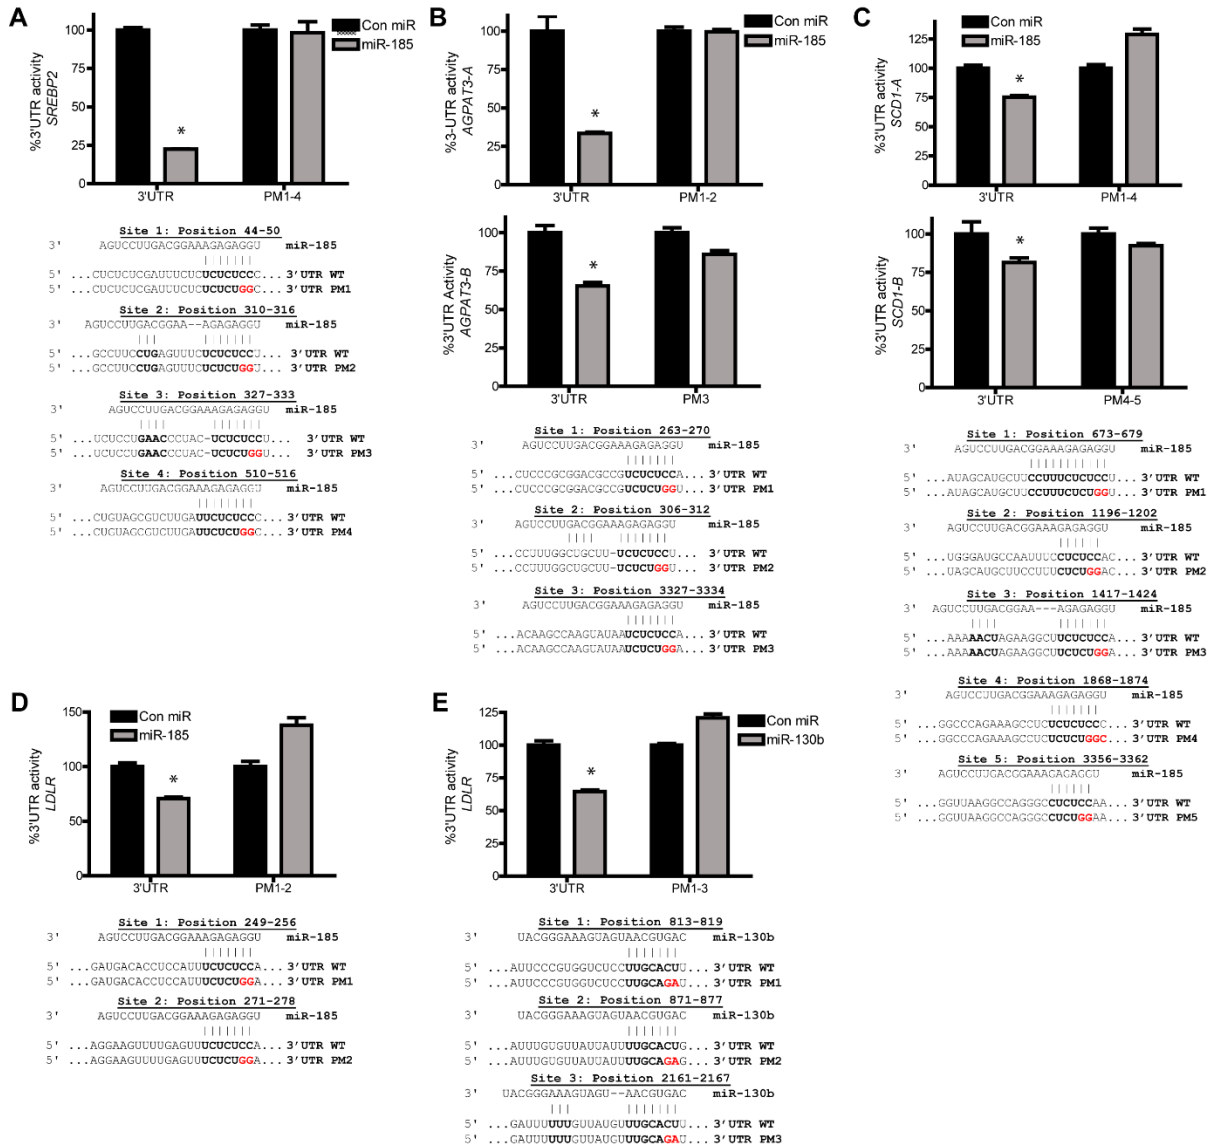 A
%3'UTR activity
SREBP2
100
75
50
25
0
3'UTR
PM1-4
Con miR
miR-185
Site 1: Position 44-50
3' AGUCCUUGACGGAAAGAGAGGU miR-185
5' ...CUCUCUCGAUUUCUCUCUCUCCC... 3'UTR WT
5' ...CUCUCUCGAUUUCUCUCUCUGGC... 3'UTR PM1
Site 2: Position 310-316
3' AGUCCUUGACGGAA--AGAGAGGU miR-185
5' ...GCCUUCCUGAGUUUCUCUCUCCU... 3'UTR WT
5' ...GCCUUCCUGAGUUUCUCUCUGGU... 3'UTR PM2
Site 3: Position 327-333
3' AGUCCUUGACGGAAAGAGAGGU miR-185
5' ...UCUCCUGAACCCUAC-UCUCUCCU... 3'UTR WT
5' ...UCUCCUGAACCCUAC-UCUCUGGU... 3'UTR PM3
Site 4: Position 510-516
3' AGUCCUUGACGGAAAGAGAGGU miR-185
5' ...CUGUAGCGUCUUGAUUCUCUCCC... 3'UTR WT
5' ...CUGUAGCGUCUUGAUUCUCUGGC... 3'UTR PM4
B
%3-UTR activity
AGPAT3-A
100
75
50
25
0
3'UTR
PM1-2
Con miR
miR-185
%3'UTR Activity
AGPAT3-B
100
75
50
25
0
3'UTR
PM3
Site 1: Position 263-270
3' AGUCCUUGACGGAAAGAGAGGU miR-185
5' ...CUCCCGCGGACGCCGUCUCUCCA... 3'UTR WT
5' ...CUCCCGCGGACGCCGUCUCUGGU... 3'UTR PM1
Site 2: Position 306-312
3' AGUCCUUGACGGAAAGAGAGGU miR-185
5' ...CCUUUGGCUGCUU-UCUCUCCU... 3'UTR WT
5' ...CCUUUGGCUGCUU-UCUCUGGU... 3'UTR PM2
Site 3: Position 3327-3334
3' AGUCCUUGACGGAAAGAGAGGU miR-185
5' ...ACAAGCCAAGUAUAAUCUCUCCA... 3'UTR WT
5' ...ACAAGCCAAGUAUAAUCUCUGGA... 3'UTR PM3
C
%3'UTR activity
SCD1-A
125
100
75
50
25
0
3'UTR
PM1-4
Con miR
miR-185
%3'UTR activity
SCD1-B
100
75
50
25
0
3'UTR
PM4-5
Site 1: Position 673-679
3' AGUCCUUGACGGAAAGAGAGGU miR-185
5' ...AUAGCAUGCUUCCUUUCUCUCCU... 3'UTR WT
5' ...AUAGCAUGCUUCCUUUCUCUGGU... 3'UTR PM1
Site 2: Position 1196-1202
3' AGUCCUUGACGGAAAGAGAGGU miR-185
5' ...UGGGAUGCCAAUUUCCUCUCCAC... 3'UTR WT
5' ...UAGCAUGCUUCCUUUCUCUGGAC... 3'UTR PM2
Site 3: Position 1417-1424
3' AGUCCUUGACGGAA---AGAGAGGU miR-185
5' ...AAAAACUAGAAGGCUUCUCUCCA... 3'UTR WT
5' ...AAAAACUAGAAGGCUUCUCUGGA... 3'UTR PM3
Site 4: Position 1868-1874
3' AGUCCUUGACGGAAAGAGAGGU miR-185
5' ...GGCCCAGAAAGCCUCUCUCUCCC... 3'UTR WT
5' ...GGCCCAGAAAGCCUCUCUCUGGC... 3'UTR PM4
Site 5: Position 3356-3362
3' AGUCCUUGACGGAAAGAGAGGU miR-185
5' ...GGUUAAGGCCAGGGCCUCUCCAA... 3'UTR WT
5' ...GGUUAAGGCCAGGGCCUCUGGAA... 3'UTR PM5
D
%3'UTR activity
LDLR
150
100
50
0
3'UTR
PM1-2
Con miR
miR-185
Site 1: Position 249-256
3' AGUCCUUGACGGAAAGAGAGGU miR-185
5' ...GAUGACACCUCCAUUUCUCUCCA... 3'UTR WT
5' ...GAUGACACCUCCAUUUCUCUGGA... 3'UTR PM1
Site 2: Position 271-278
3' AGUCCUUGACGGAAAGAGAGGU miR-185
5' ...AGGAAGUUUUGAGUUUCUCUCCA... 3'UTR WT
5' ...AGGAAGUUUUGAGUUUCUCUGGA... 3'UTR PM2
E
%3'UTR activity
LDLR
125
100
75
50
25
0
3'UTR
PM1-3
Con miR
miR-130b
Site 1: Position 813-819
3' UACGGGAAAGUAGUAACGUGAC miR-130b
5' ...AUUCCCGUGGUCUCCUUGCACUU... 3'UTR WT
5' ...AUUCCCGUGGUCUCCUUGCAGAU... 3'UTR PM1
Site 2: Position 871-877
3' UACGGGAAAGUAGUAACGUGAC miR-130b
5' ...AUUUGUGUUAUUAUUUUGCACUG... 3'UTR WT
5' ...AUUUGUGUUAUUAUUUUGCAGAG... 3'UTR PM2
Site 3: Position 2161-2167
3' UACGGGAAAGUAGU--AACGUGAC miR-130b
5' ...GAUUUUUUGUUAUGUUUGCACUU... 3'UTR WT
5' ...GAUUUUUUGUUAUGUUUGCAGAU... 3'UTR PM3